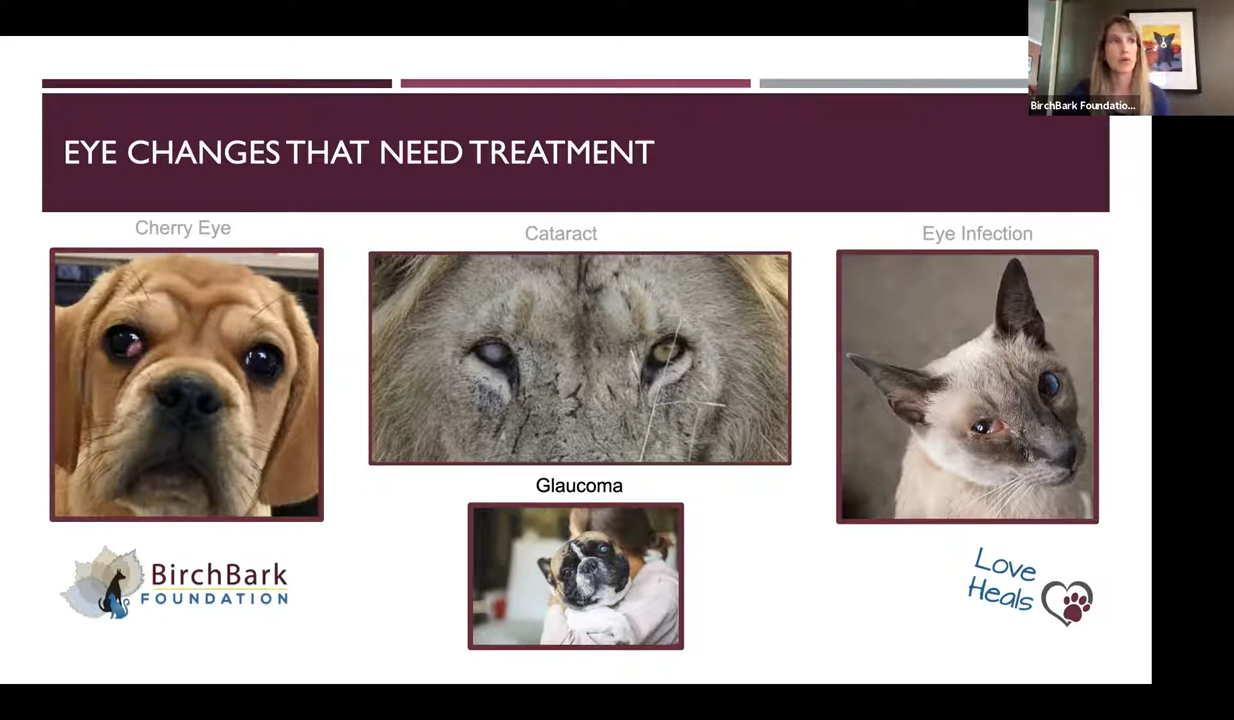 BirchBark Foundatio...
EYE CHANGES THAT NEED TREATMENT
Cherry Eye
Cataract
Eye Infection
Glaucoma
BirchBark
FOUNDATION
Love
Heals